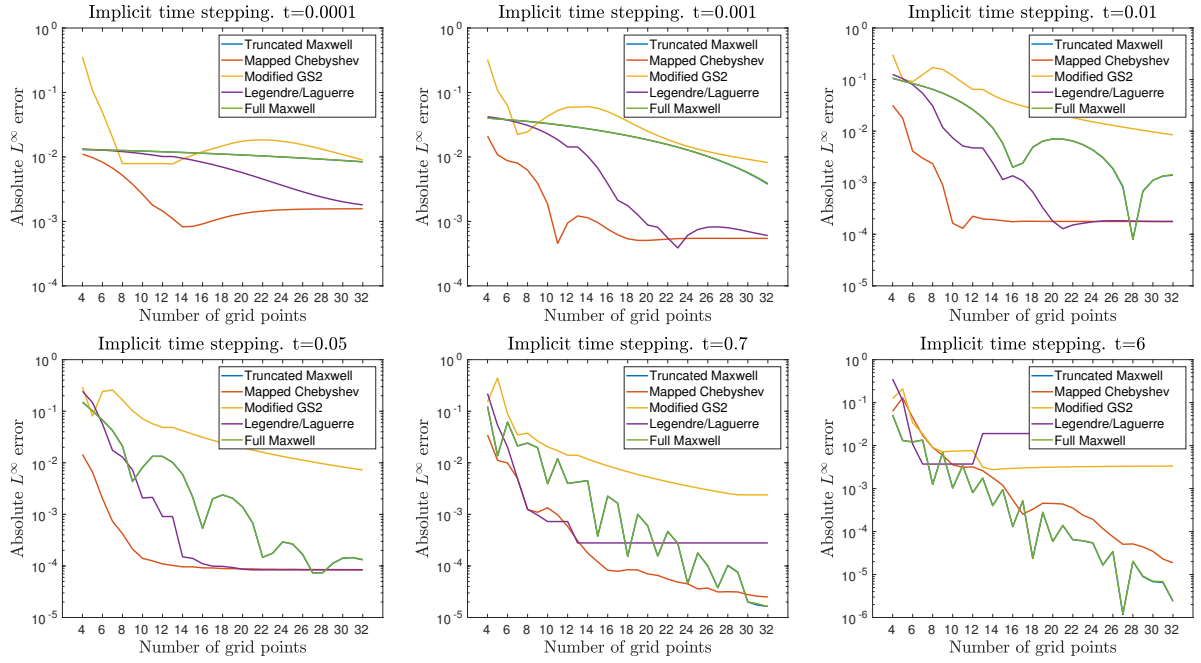 Implicit time stepping. t=0.0001
10^0
10^-1
10^-2
10^-3
10^-4
Absolute L^∞ error
Truncated Maxwell
Mapped Chebyshev
Modified GS2
Legendre/Laguerre
Full Maxwell
4 6 8 10 12 14 16 18 20 22 24 26 28 30 32
Number of grid points
Implicit time stepping. t=0.001
10^0
10^-1
10^-2
10^-3
10^-4
Absolute L^∞ error
Truncated Maxwell
Mapped Chebyshev
Modified GS2
Legendre/Laguerre
Full Maxwell
4 6 8 10 12 14 16 18 20 22 24 26 28 30 32
Number of grid points
Implicit time stepping. t=0.01
10^0
10^-1
10^-2
10^-3
10^-4
10^-5
Absolute L^∞ error
Truncated Maxwell
Mapped Chebyshev
Modified GS2
Legendre/Laguerre
Full Maxwell
4 6 8 10 12 14 16 18 20 22 24 26 28 30 32
Number of grid points
Implicit time stepping. t=0.05
10^0
10^-1
10^-2
10^-3
10^-4
10^-5
Absolute L^∞ error
Truncated Maxwell
Mapped Chebyshev
Modified GS2
Legendre/Laguerre
Full Maxwell
4 6 8 10 12 14 16 18 20 22 24 26 28 30 32
Number of grid points
Implicit time stepping. t=0.7
10^0
10^-1
10^-2
10^-3
10^-4
10^-5
Absolute L^∞ error
Truncated Maxwell
Mapped Chebyshev
Modified GS2
Legendre/Laguerre
Full Maxwell
4 6 8 10 12 14 16 18 20 22 24 26 28 30 32
Number of grid points
Implicit time stepping. t=6
10^0
10^-1
10^-2
10^-3
10^-4
10^-5
10^-6
Absolute L^∞ error
Truncated Maxwell
Mapped Chebyshev
Modified GS2
Legendre/Laguerre
Full Maxwell
4 6 8 10 12 14 16 18 20 22 24 26 28 30 32
Number of grid points